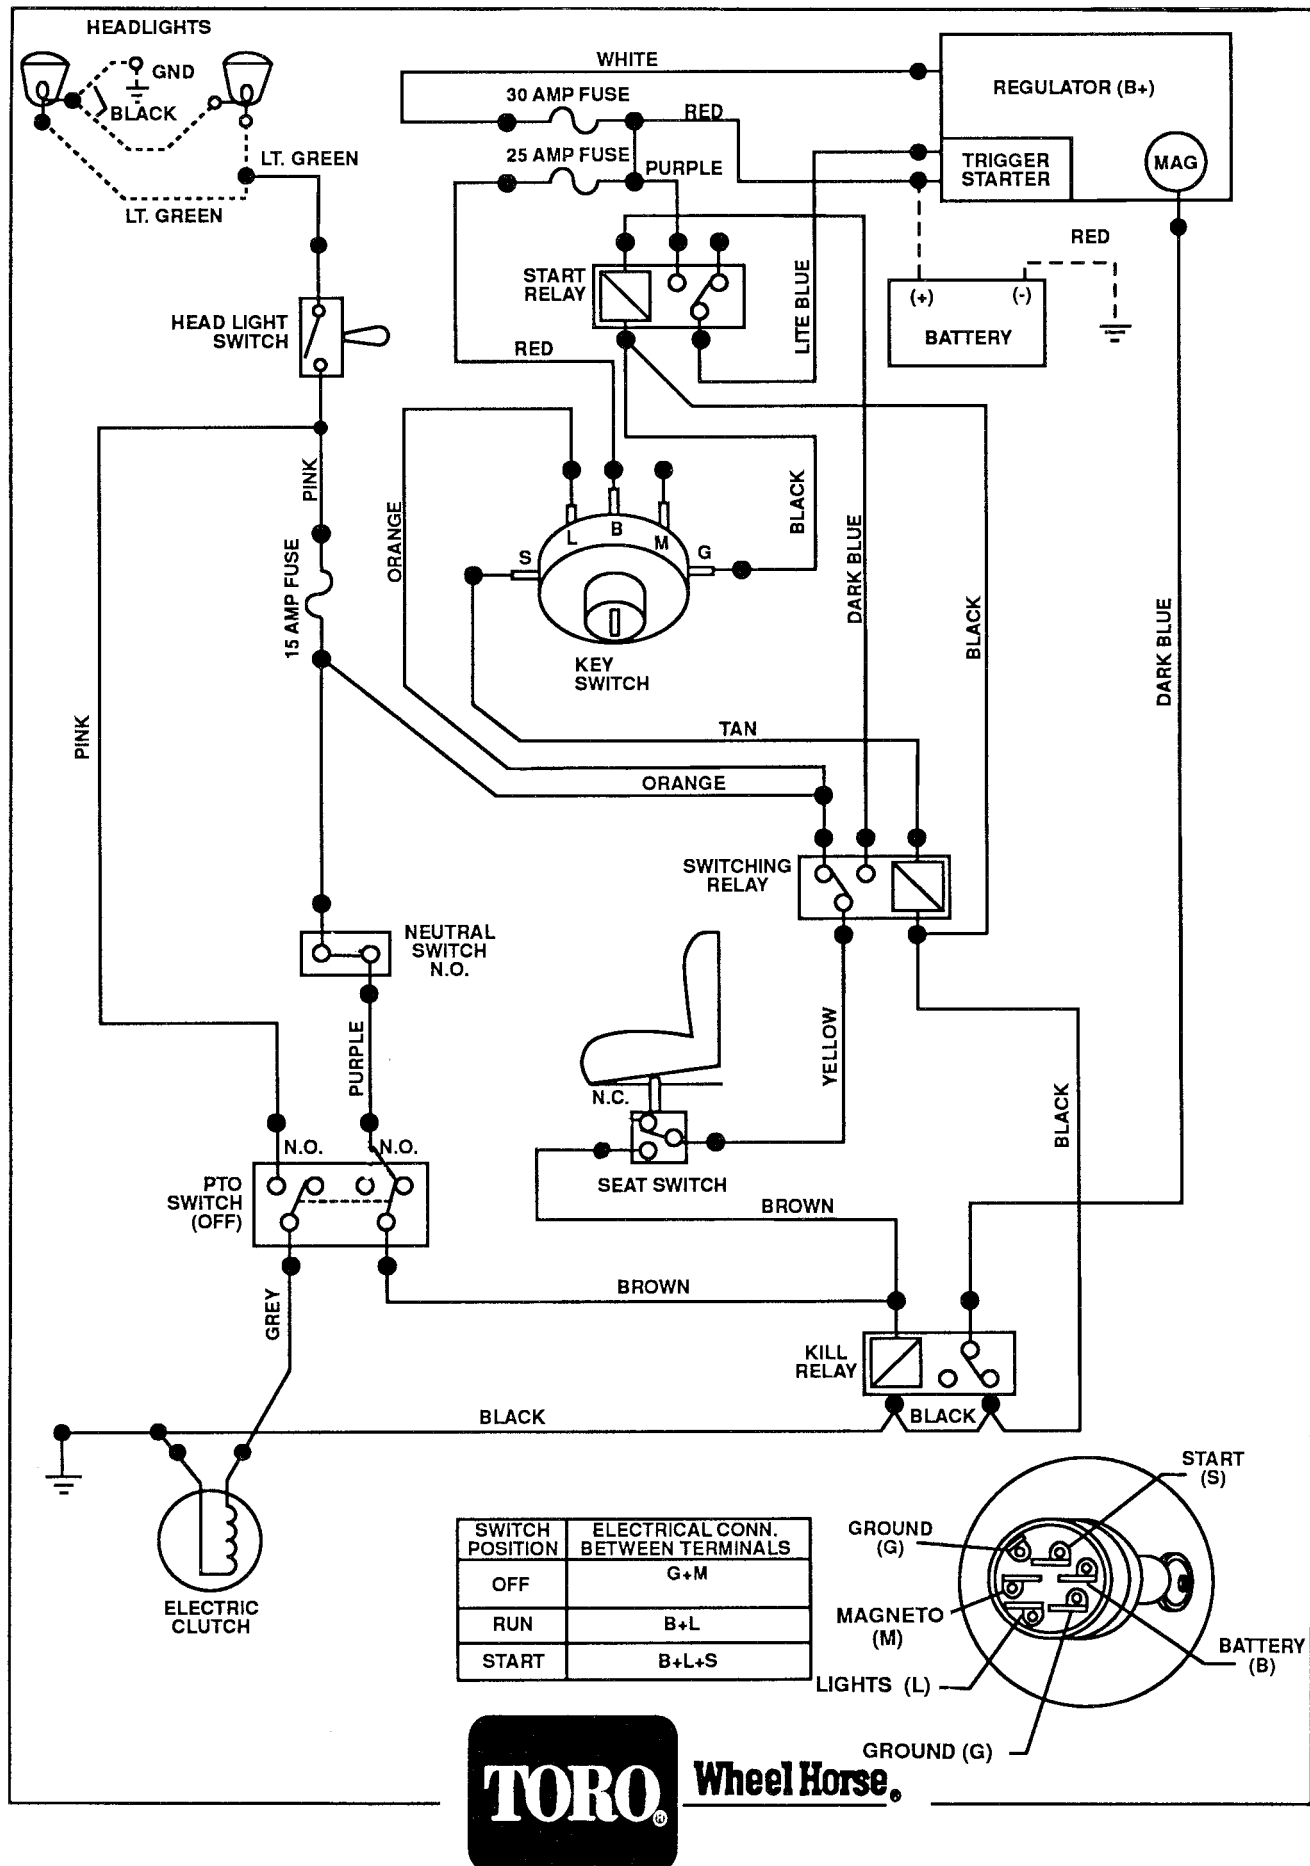 HEADLIGHTS
GND
BLACK
LT. GREEN
LT. GREEN
WHITE
30 AMP FUSE
RED
25 AMP FUSE
PURPLE
REGULATOR (B+)
TRIGGER
STARTER
MAG
RED
(+)
(-)
BATTERY
START
RELAY
LITE BLUE
HEAD LIGHT
SWITCH
RED
PINK
ORANGE
BLACK
L
B
M
S
G
15 AMP FUSE
DARK BLUE
BLACK
DARK BLUE
KEY
SWITCH
PINK
TAN
ORANGE
SWITCHING
RELAY
NEUTRAL
SWITCH
N.O.
PURPLE
YELLOW
N.C.
BLACK
N.O.
N.O.
PTO
SWITCH
(OFF)
SEAT SWITCH
BROWN
BROWN
GREY
KILL
RELAY
BLACK
BLACK
ELECTRIC
CLUTCH
SWITCH
POSITION
ELECTRICAL CONN.
BETWEEN TERMINALS
OFF
G+M
RUN
B+L
START
B+L+S
START
(S)
GROUND
(G)
MAGNETO
(M)
BATTERY
(B)
LIGHTS (L)
GROUND (G)
TORO®
Wheel Horse®